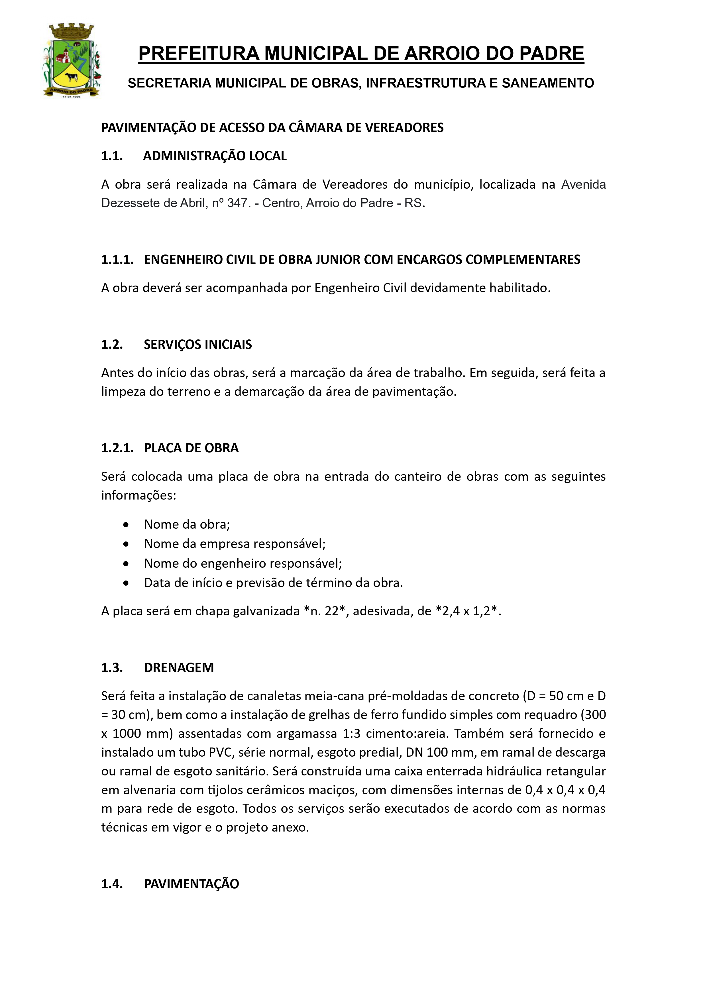 ARROIO DO PADRE
17-04-1996
PREFEITURA MUNICIPAL DE ARROIO DO PADRE
SECRETARIA MUNICIPAL DE OBRAS, INFRAESTRUTURA E SANEAMENTO
PAVIMENTAÇÃO DE ACESSO DA CÂMARA DE VEREADORES
1.1. ADMINISTRAÇÃO LOCAL
A obra será realizada na Câmara de Vereadores do município, localizada na Avenida
Dezessete de Abril, nº 347. - Centro, Arroio do Padre - RS.
1.1.1. ENGENHEIRO CIVIL DE OBRA JUNIOR COM ENCARGOS COMPLEMENTARES
A obra deverá ser acompanhada por Engenheiro Civil devidamente habilitado.
1.2. SERVIÇOS INICIAIS
Antes do início das obras, será a marcação da área de trabalho. Em seguida, será feita a
limpeza do terreno e a demarcação da área de pavimentação.
1.2.1. PLACA DE OBRA
Será colocada uma placa de obra na entrada do canteiro de obras com as seguintes
informações:
• Nome da obra;
• Nome da empresa responsável;
• Nome do engenheiro responsável;
• Data de início e previsão de término da obra.
A placa será em chapa galvanizada *n. 22*, adesivada, de *2,4 x 1,2*.
1.3. DRENAGEM
Será feita a instalação de canaletas meia-cana pré-moldadas de concreto (D = 50 cm e D
= 30 cm), bem como a instalação de grelhas de ferro fundido simples com requadro (300
x 1000 mm) assentadas com argamassa 1:3 cimento:areia. Também será fornecido e
instalado um tubo PVC, série normal, esgoto predial, DN 100 mm, em ramal de descarga
ou ramal de esgoto sanitário. Será construída uma caixa enterrada hidráulica retangular
em alvenaria com tijolos cerâmicos maciços, com dimensões internas de 0,4 x 0,4 x 0,4
m para rede de esgoto. Todos os serviços serão executados de acordo com as normas
técnicas em vigor e o projeto anexo.
1.4. PAVIMENTAÇÃO